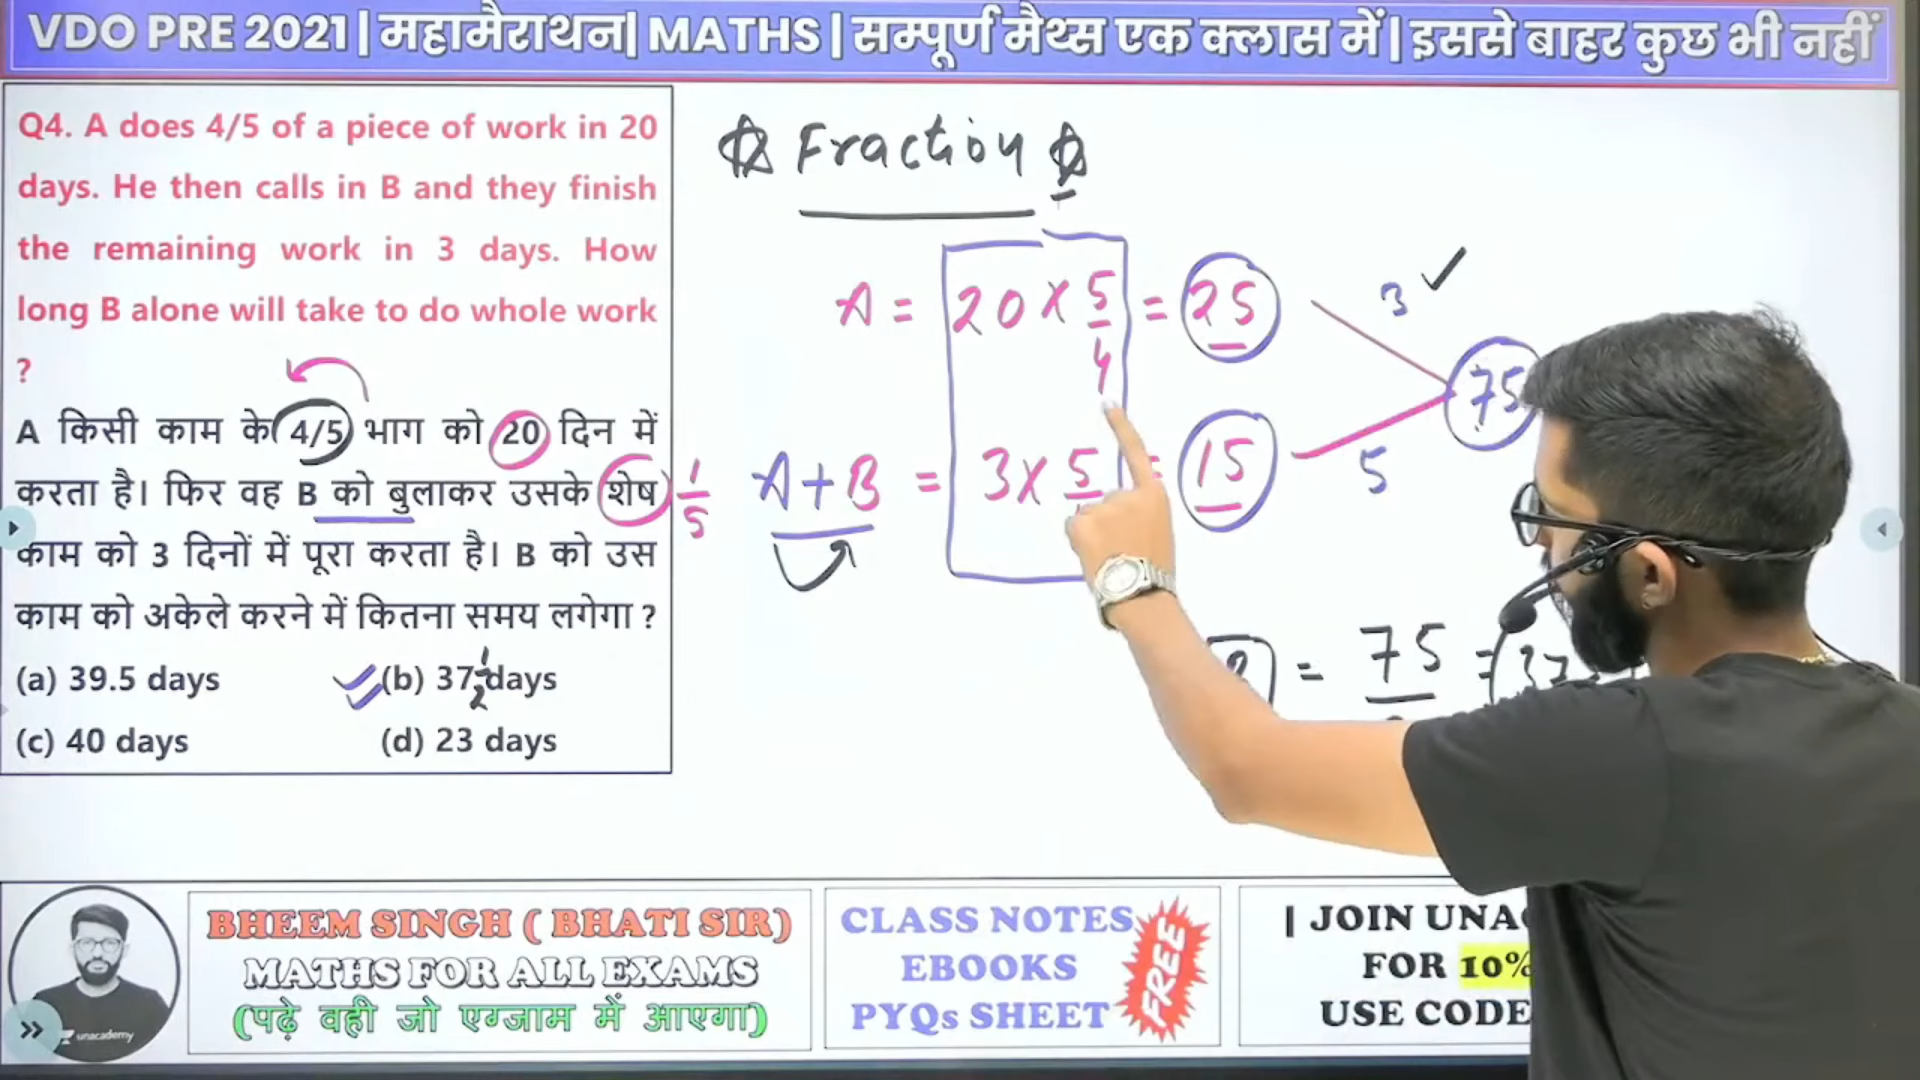 VDO PRE 2021 | महामैराथन| MATHS | सम्पूर्ण मैथ्स एक क्लास में| इससे बाहर कुछ भी नहीं
Q4. A does 4/5 of a piece of work in 20
days. He then calls in B and they finish
the remaining work in 3 days. How
long B alone will take to do whole work
?
A किसी काम के 4/5 भाग को 20 दिन में
करता है। फिर वह B को बुलाकर उसके शेष 1/5
काम को 3 दिनों में पूरा करता है। B को उस
काम को अकेले करने में कितना समय लगेगा ?
(a) 39.5 days (b) 37 1/2 days
(c) 40 days (d) 23 days
Fraction
A = 20 × 5/4 = 25 3
75
A+B = 3 × 5 = 15 5
= 75 = 37
BHEEM SINGH ( BHATI SIR)
MATHS FOR ALL EXAMS
(पढ़े वही जो एग्जाम में आएगा)
unacademy
CLASS NOTES
EBOOKS
PYQs SHEET
FREE
| JOIN
FOR 10%
USE CODE